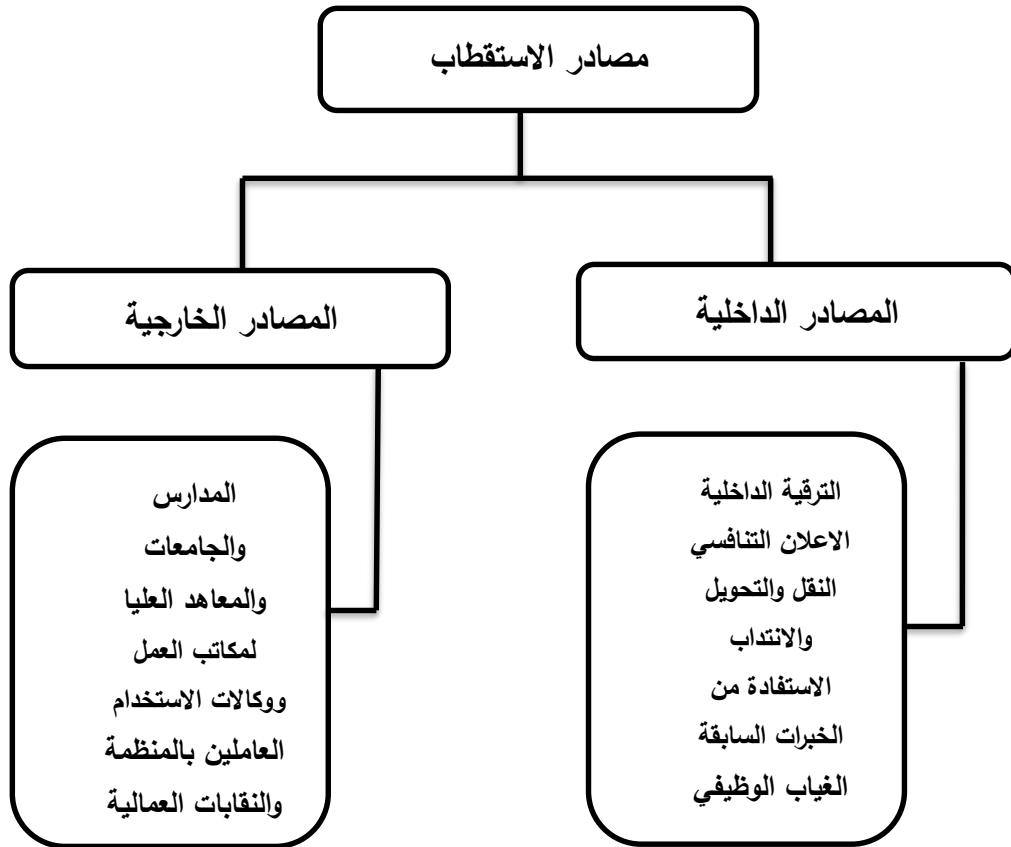 مصادر الاستقطاب
المصادر الداخلية
المصادر الخارجية
الترقية الداخلية
الاعلان التنافسي
النقل والتحويل
والانتداب
الاستفادة من
الخبرات السابقة
الغياب الوظيفي
المدارس
والجامعات
والمعاهد العليا
لمكاتب العمل
ووكالات الاستخدام
العاملين بالمنظمة
والنقابات العمالية